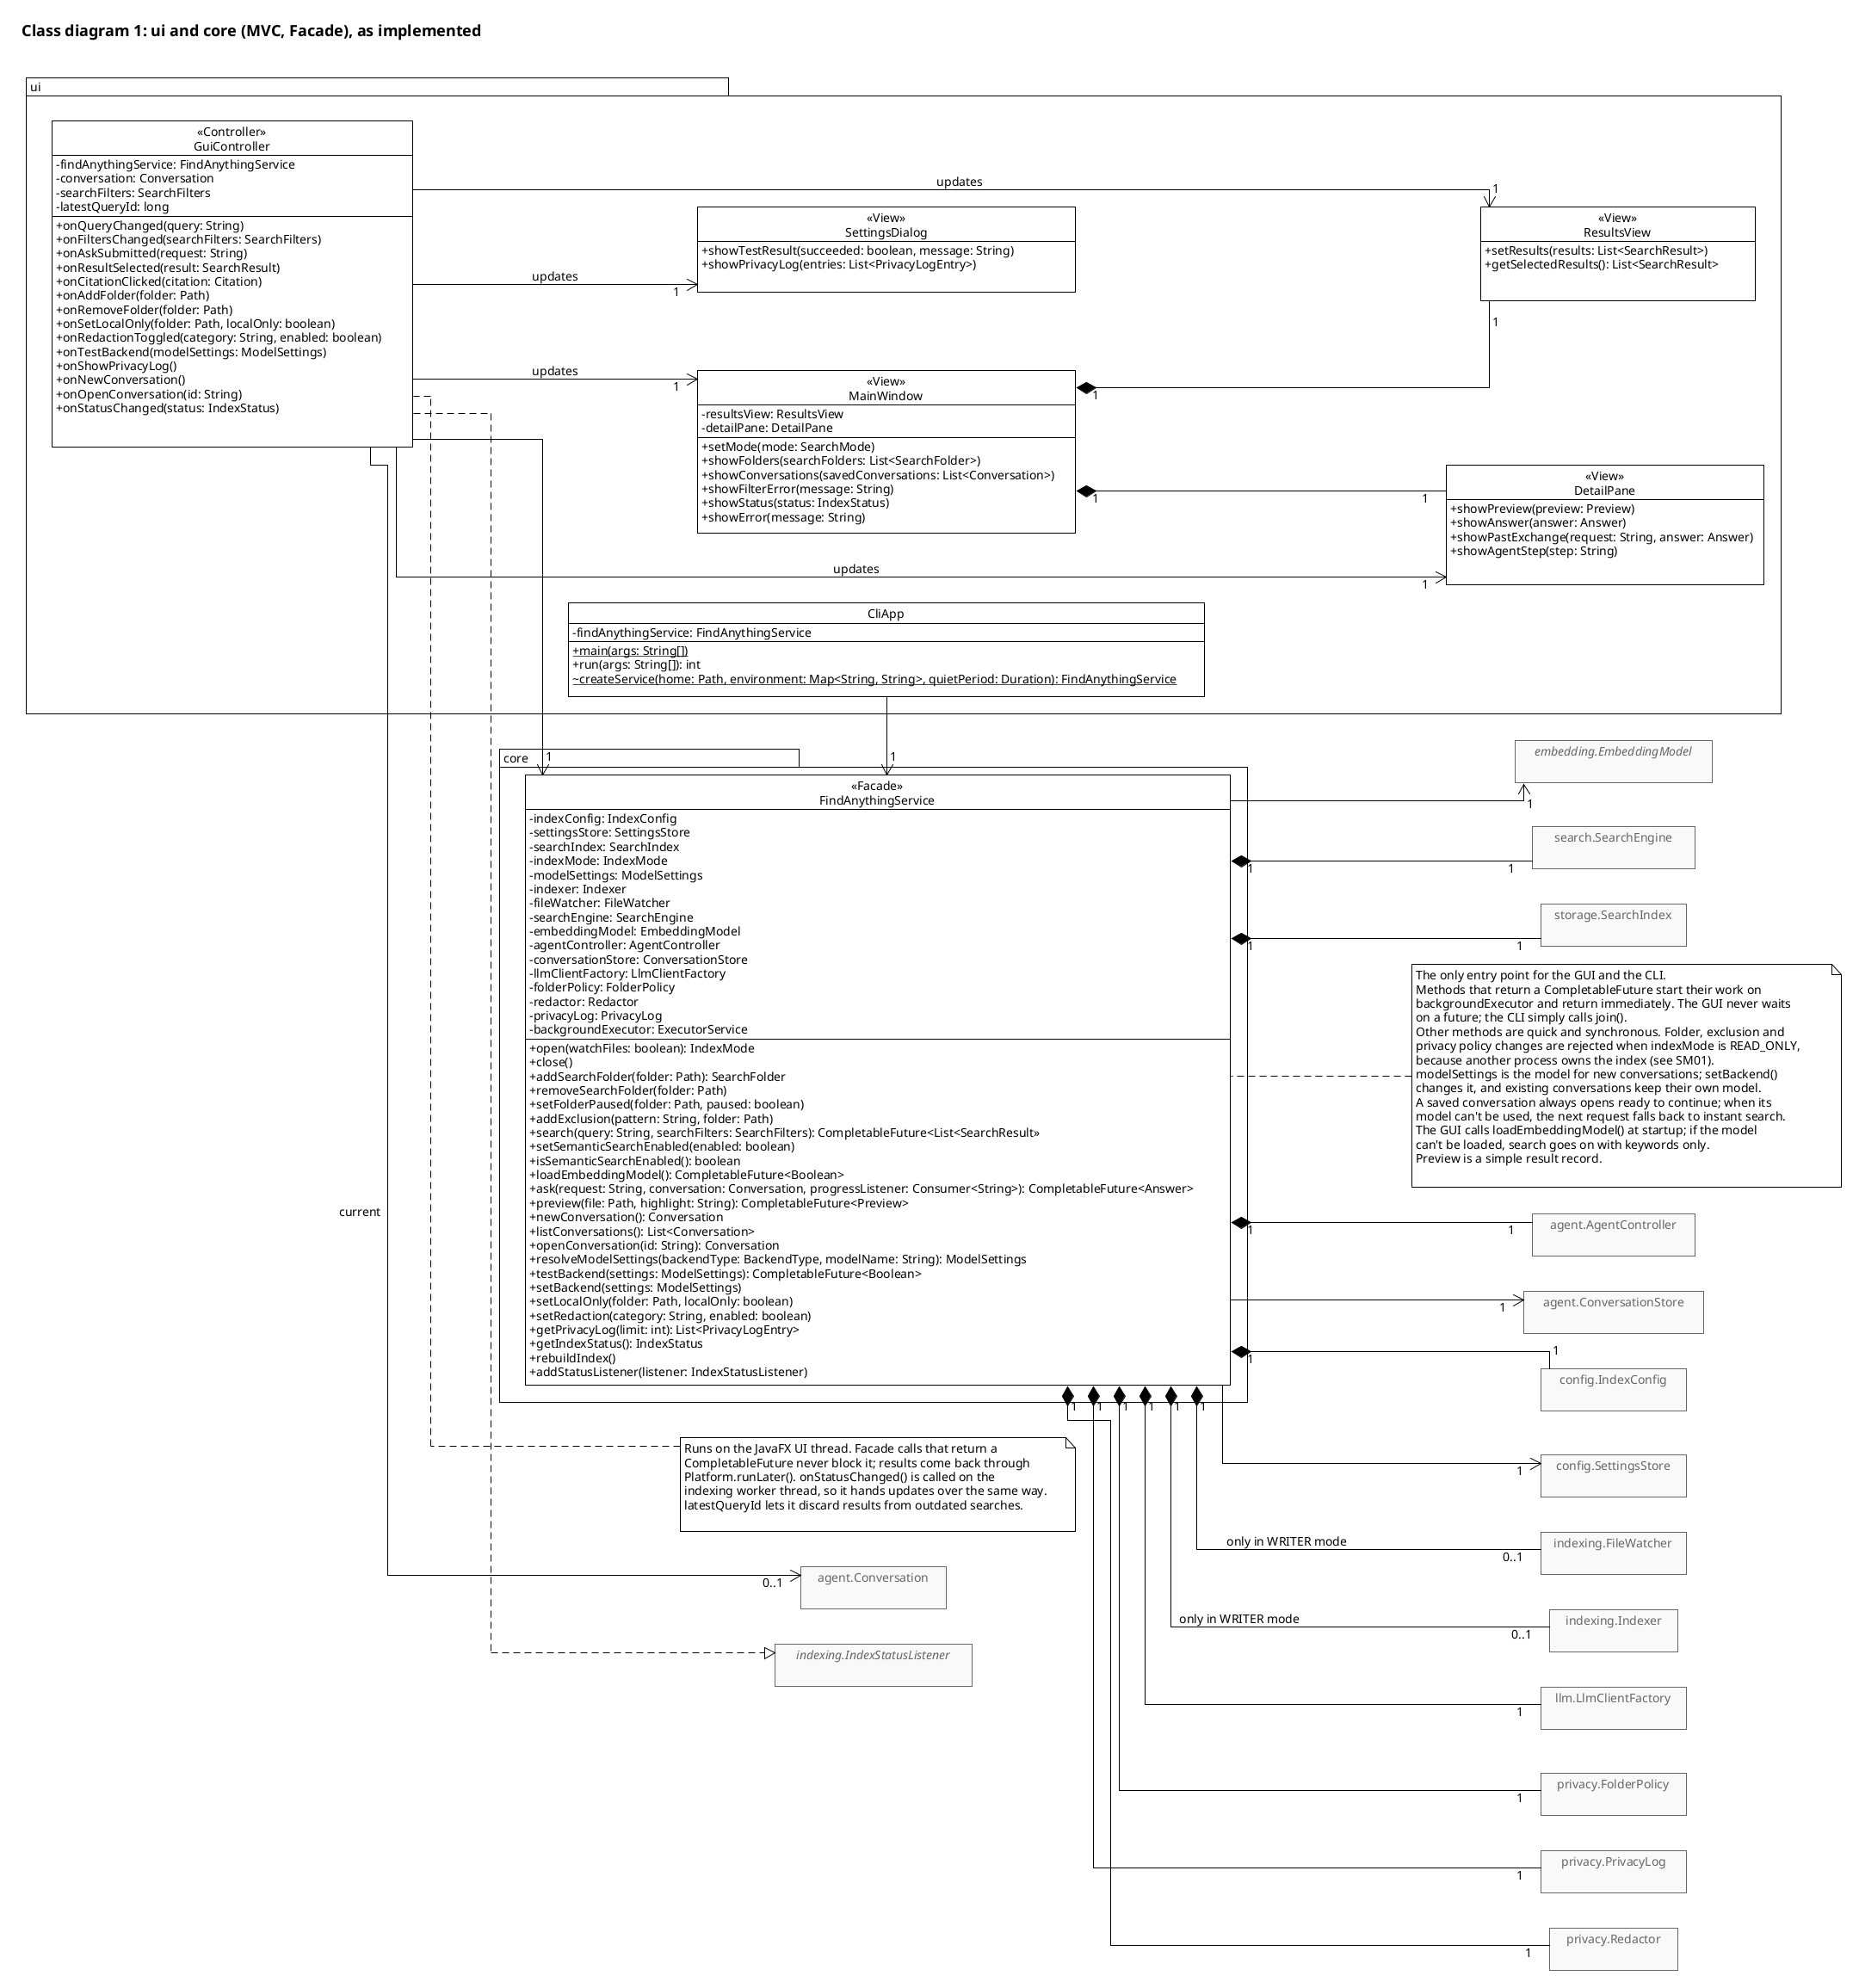 Class diagram 1: ui and core (MVC, Facade), as implemented
ui
«Controller»
GuiController
-findAnythingService: FindAnythingService
-conversation: Conversation
-searchFilters: SearchFilters
-latestQueryId: long
+onQueryChanged(query: String)
+onFiltersChanged(searchFilters: SearchFilters)
+onAskSubmitted(request: String)
+onResultSelected(result: SearchResult)
+onCitationClicked(citation: Citation)
+onAddFolder(folder: Path)
+onRemoveFolder(folder: Path)
+onSetLocalOnly(folder: Path, localOnly: boolean)
+onRedactionToggled(category: String, enabled: boolean)
+onTestBackend(modelSettings: ModelSettings)
+onShowPrivacyLog()
+onNewConversation()
+onOpenConversation(id: String)
+onStatusChanged(status: IndexStatus)
updates
1
updates
1
updates
1
updates
1
«View»
SettingsDialog
+showTestResult(succeeded: boolean, message: String)
+showPrivacyLog(entries: List<PrivacyLogEntry>)
«View»
ResultsView
+setResults(results: List<SearchResult>)
+getSelectedResults(): List<SearchResult>
1
1
«View»
MainWindow
-resultsView: ResultsView
-detailPane: DetailPane
+setMode(mode: SearchMode)
+showFolders(searchFolders: List<SearchFolder>)
+showConversations(savedConversations: List<Conversation>)
+showFilterError(message: String)
+showStatus(status: IndexStatus)
+showError(message: String)
1
1
«View»
DetailPane
+showPreview(preview: Preview)
+showAnswer(answer: Answer)
+showPastExchange(request: String, answer: Answer)
+showAgentStep(step: String)
CliApp
-findAnythingService: FindAnythingService
+main(args: String[])
+run(args: String[]): int
~createService(home: Path, environment: Map<String, String>, quietPeriod: Duration): FindAnythingService
1
1
core
«Facade»
FindAnythingService
-indexConfig: IndexConfig
-settingsStore: SettingsStore
-searchIndex: SearchIndex
-indexMode: IndexMode
-modelSettings: ModelSettings
-indexer: Indexer
-fileWatcher: FileWatcher
-searchEngine: SearchEngine
-embeddingModel: EmbeddingModel
-agentController: AgentController
-conversationStore: ConversationStore
-llmClientFactory: LlmClientFactory
-folderPolicy: FolderPolicy
-redactor: Redactor
-privacyLog: PrivacyLog
-backgroundExecutor: ExecutorService
+open(watchFiles: boolean): IndexMode
+close()
+addSearchFolder(folder: Path): SearchFolder
+removeSearchFolder(folder: Path)
+setFolderPaused(folder: Path, paused: boolean)
+addExclusion(pattern: String, folder: Path)
+search(query: String, searchFilters: SearchFilters): CompletableFuture<List<SearchResult»
+setSemanticSearchEnabled(enabled: boolean)
+isSemanticSearchEnabled(): boolean
+loadEmbeddingModel(): CompletableFuture<Boolean>
+ask(request: String, conversation: Conversation, progressListener: Consumer<String>): CompletableFuture<Answer>
+preview(file: Path, highlight: String): CompletableFuture<Preview>
+newConversation(): Conversation
+listConversations(): List<Conversation>
+openConversation(id: String): Conversation
+resolveModelSettings(backendType: BackendType, modelName: String): ModelSettings
+testBackend(settings: ModelSettings): CompletableFuture<Boolean>
+setBackend(settings: ModelSettings)
+setLocalOnly(folder: Path, localOnly: boolean)
+setRedaction(category: String, enabled: boolean)
+getPrivacyLog(limit: int): List<PrivacyLogEntry>
+getIndexStatus(): IndexStatus
+rebuildIndex()
+addStatusListener(listener: IndexStatusListener)
embedding.EmbeddingModel
1
search.SearchEngine
1
1
storage.SearchIndex
1
1
The only entry point for the GUI and the CLI.
Methods that return a CompletableFuture start their work on
backgroundExecutor and return immediately. The GUI never waits
on a future; the CLI simply calls join().
Other methods are quick and synchronous. Folder, exclusion and
privacy policy changes are rejected when indexMode is READ_ONLY,
because another process owns the index (see SM01).
modelSettings is the model for new conversations; setBackend()
changes it, and existing conversations keep their own model.
A saved conversation always opens ready to continue; when its
model can't be used, the next request falls back to instant search.
The GUI calls loadEmbeddingModel() at startup; if the model
can't be loaded, search goes on with keywords only.
Preview is a simple result record.
current
agent.AgentController
1
1
agent.ConversationStore
1
1
1
config.IndexConfig
1
1
1
1
1
1
Runs on the JavaFX UI thread. Facade calls that return a
CompletableFuture never block it; results come back through
Platform.runLater(). onStatusChanged() is called on the
indexing worker thread, so it hands updates over the same way.
latestQueryId lets it discard results from outdated searches.
config.SettingsStore
1
only in WRITER mode
indexing.FileWatcher
0..1
agent.Conversation
0..1
only in WRITER mode
indexing.Indexer
0..1
indexing.IndexStatusListener
llm.LlmClientFactory
1
privacy.FolderPolicy
1
privacy.PrivacyLog
1
privacy.Redactor
1